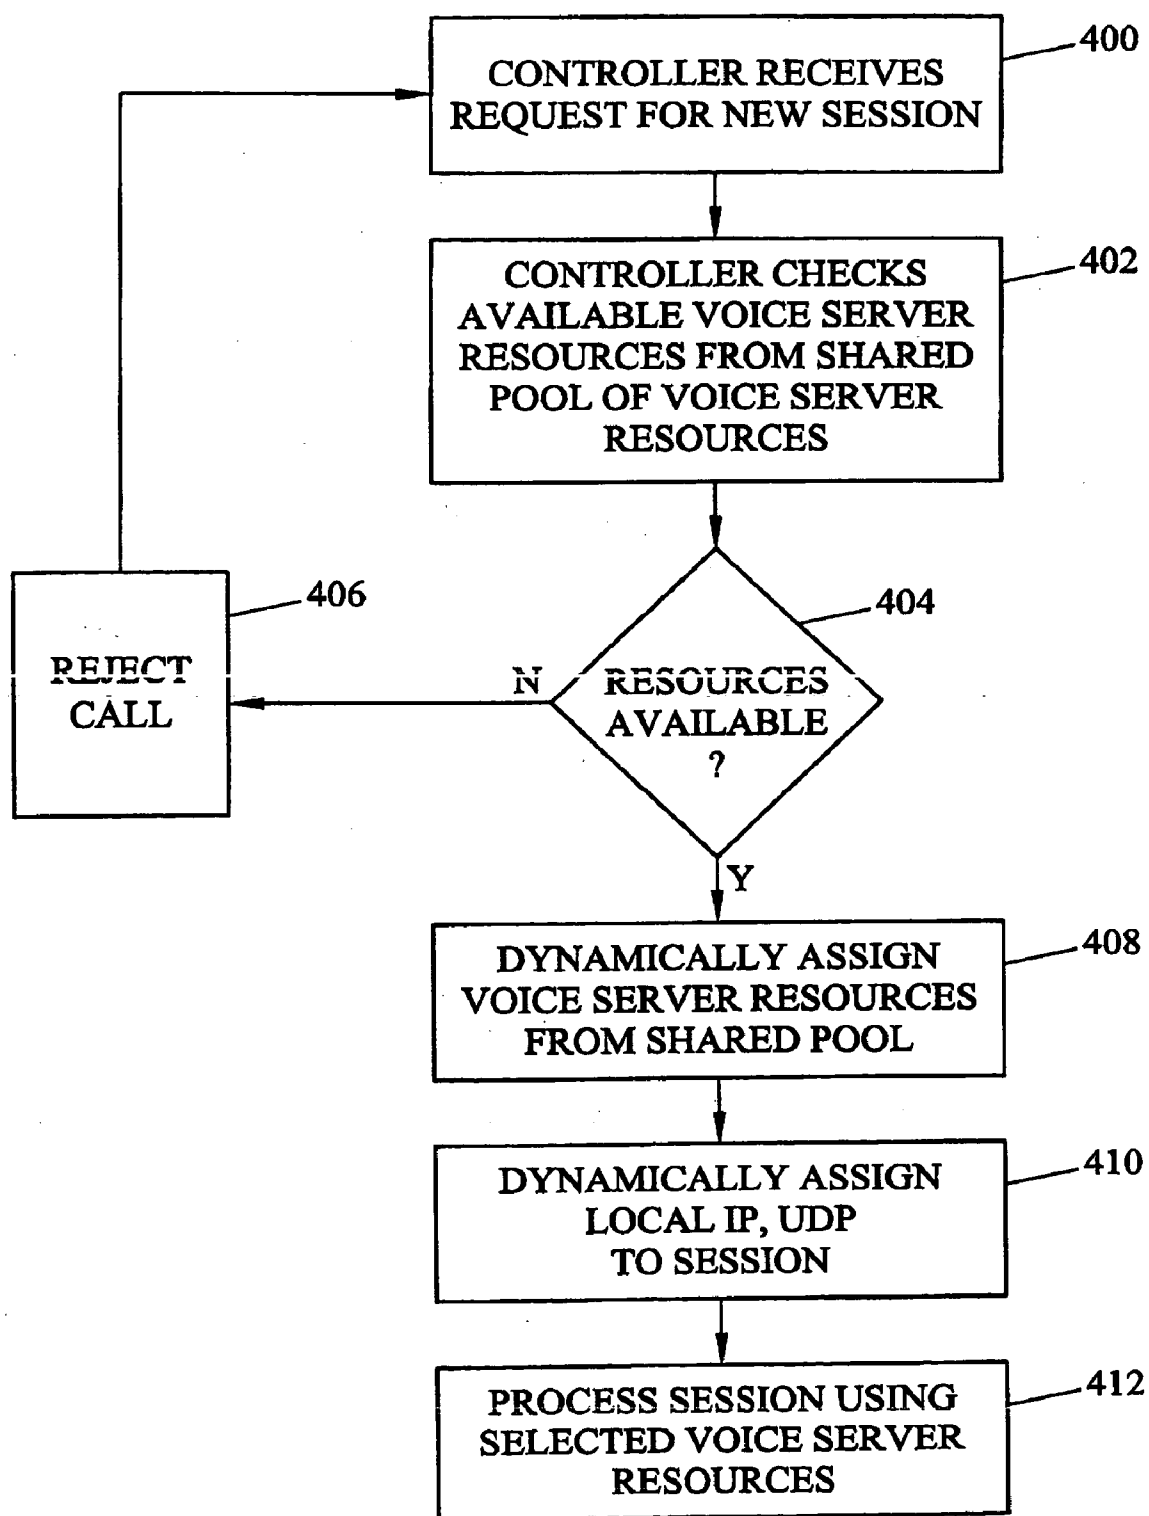 CONTROLLER RECEIVES
REQUEST FOR NEW SESSION
400
CONTROLLER CHECKS
AVAILABLE VOICE SERVER
RESOURCES FROM SHARED
POOL OF VOICE SERVER
RESOURCES
402
404
RESOURCES
AVAILABLE
?
N
406
REJECT
CALL
Y
DYNAMICALLY ASSIGN
VOICE SERVER RESOURCES
FROM SHARED POOL
408
DYNAMICALLY ASSIGN
LOCAL IP, UDP
TO SESSION
410
PROCESS SESSION USING
SELECTED VOICE SERVER
RESOURCES
412